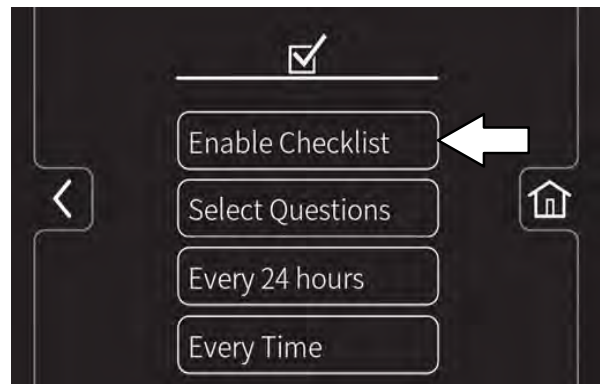 Enable Checklist
Select Questions
Every 24 hours
Every Time